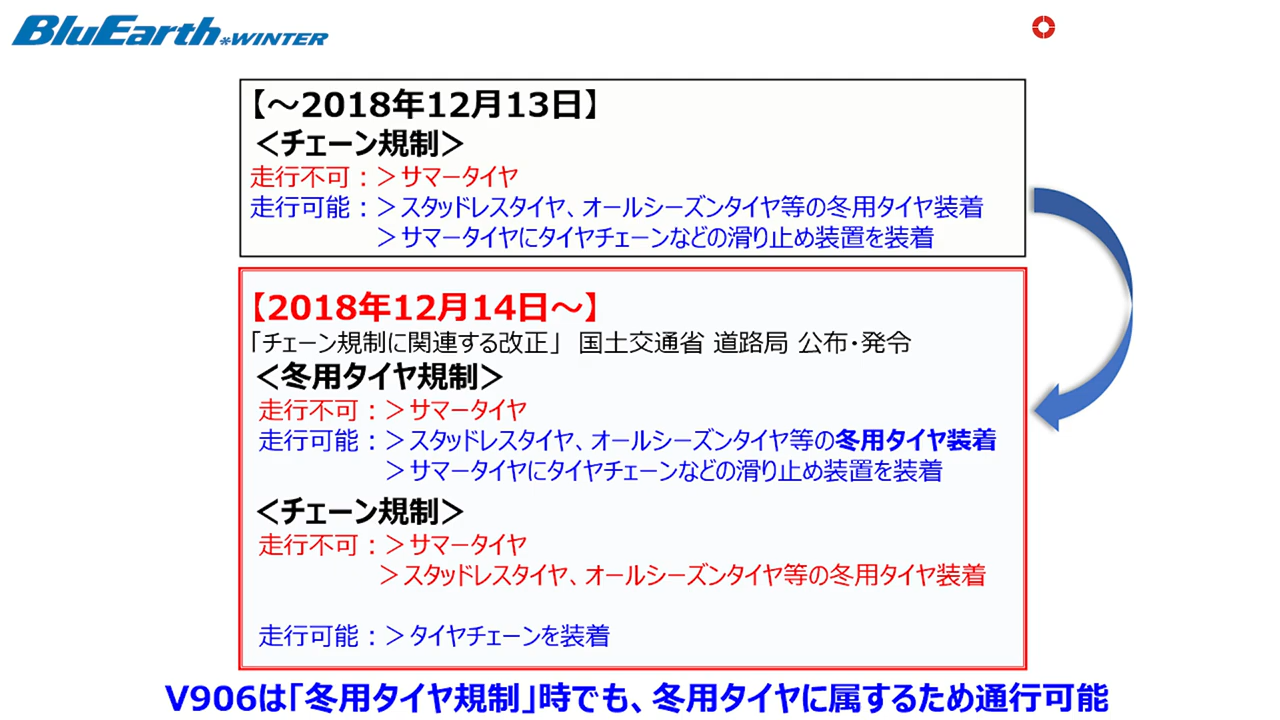 BluEarth*WINTER
【～2018年12月13日】
＜チェーン規制＞
走行不可：＞サマータイヤ
走行可能：＞スタッドレスタイヤ、オールシーズンタイヤ等の冬用タイヤ装着
＞サマータイヤにタイヤチェーンなどの滑り止め装置を装着
【2018年12月14日～】
「チェーン規制に関連する改正」 国土交通省 道路局 公布・発令
＜冬用タイヤ規制＞
走行不可：＞サマータイヤ
走行可能：＞スタッドレスタイヤ、オールシーズンタイヤ等の冬用タイヤ装着
＞サマータイヤにタイヤチェーンなどの滑り止め装置を装着
＜チェーン規制＞
走行不可：＞サマータイヤ
＞スタッドレスタイヤ、オールシーズンタイヤ等の冬用タイヤ装着
走行可能：＞タイヤチェーンを装着
V906は「冬用タイヤ規制」時でも、冬用タイヤに属するため通行可能